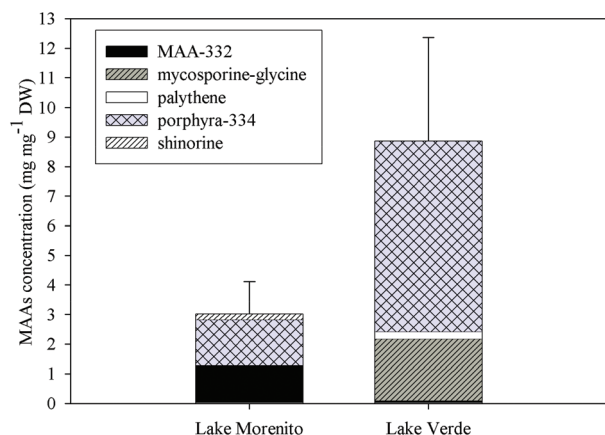 13
12
11
10
9
8
7
6
5
4
3
2
1
0
MAAs concentration (mg mg-1 DW)
MAA-332
mycosporine-glycine
palythene
porphyra-334
shinorine
Lake Morenito Lake Verde